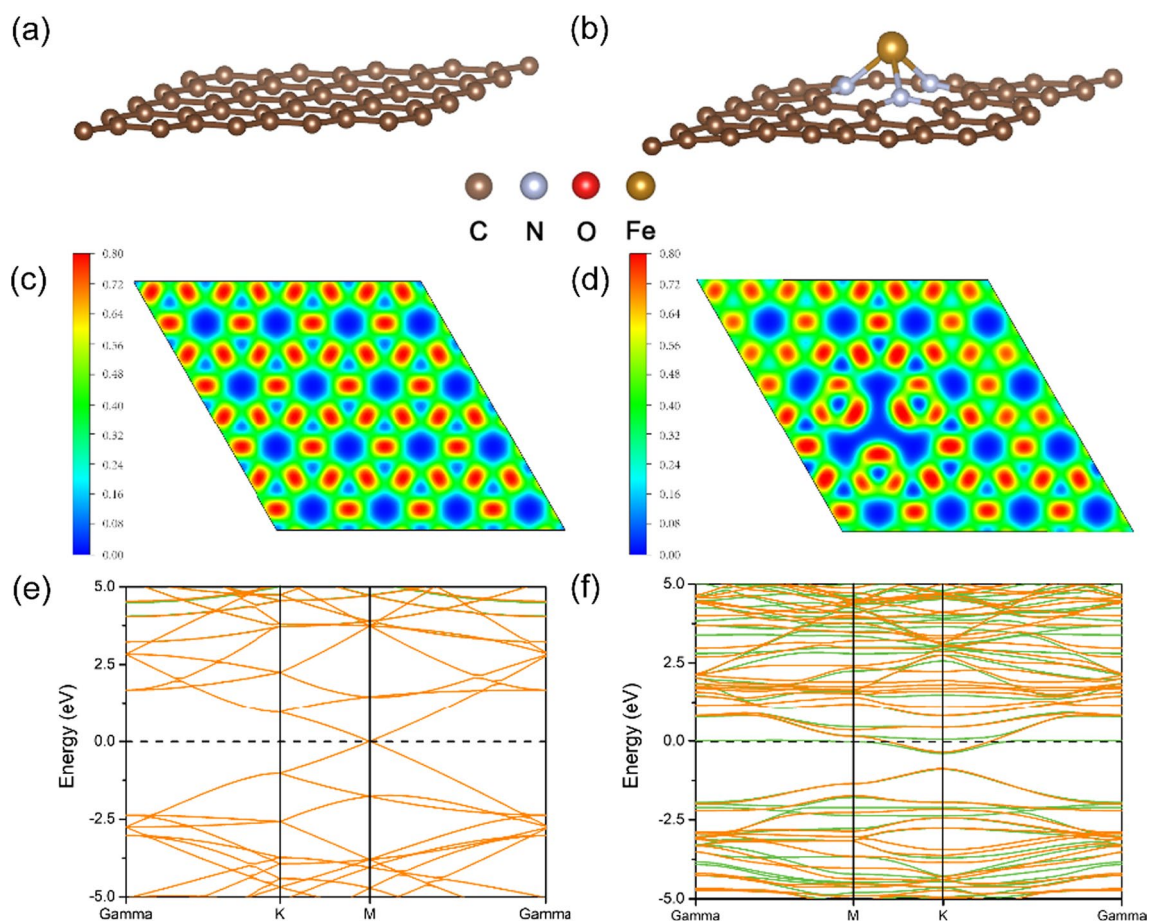 (a) (b)
C N O Fe
(c) (d)
0.80 0.80
0.72 0.72
0.64 0.64
0.56 0.56
0.48 0.48
0.40 0.40
0.32 0.32
0.24 0.24
0.16 0.16
0.08 0.08
0.00 0.00
(e) (f)
5.0 5.0
2.5 2.5
0.0 0.0
-2.5 -2.5
-5.0 -5.0
Energy (eV) Energy (eV)
Gamma K M Gamma Gamma M K Gamma